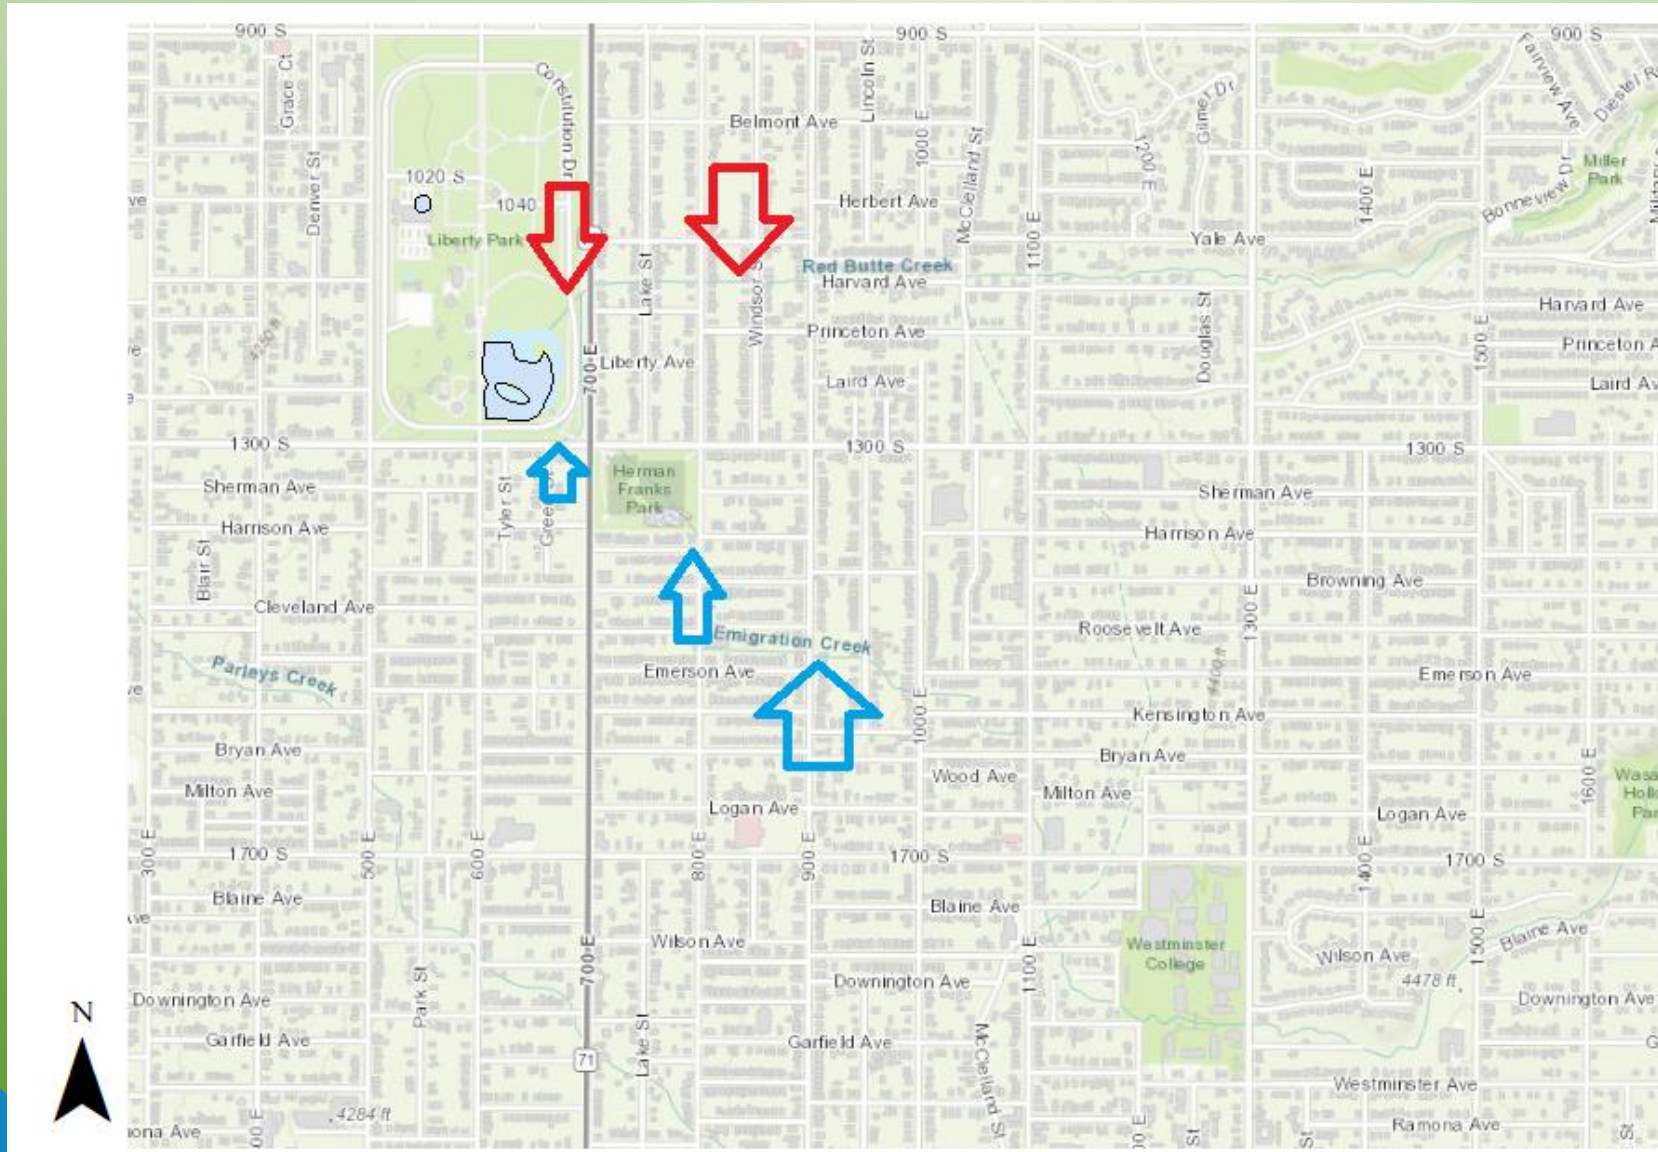 900 S
900 S
900 S
Grace Ct
Constitution Dr
Lincoln St
Gilmer Dr
Fairview Ave
Belmont Ave
1000 E
McClelland St
1200 E
Denver St
1020 S
1040
Miller
Park
Bonneview Dr
1400 E
Herbert Ave
Liberty Park
Lake St
1100 E
Yale Ave
Red Butte Creek
Harvard Ave
Windsor S
Harvard Ave
Douglas St
Princeton Ave
1500 E
Princeton A
700 E
Liberty Ave
Laird Ave
Laird Av
1300 S
1300 S
1300 S
Herman
Franks
Park
Sherman Ave
Tyler St
Sherman Ave
Harrison Ave
Harrison Ave
Blair St
Browning Ave
Cleveland Ave
1300 E
Roosevelt Ave
Emigration Creek
Parleys Creek
Emerson Ave
4400 ft
Emerson Ave
1000 E
Kensington Ave
Bryan Ave
Bryan Ave
Wood Ave
Milton Ave
Milton Ave
1600 E
Logan Ave
Logan Ave
300 E
1700 S
500 E
600 E
800 E
900 E
1700 S
1400 E
1700 S
Blaine Ave
Blaine Ave
Wilson Ave
700 E
1100 E
Westminster
College
Wilson Ave
1500 E
Blaine Ave
4478 ft
N
Downington Ave
Park St
Downington Ave
Downington Ave
Garfield Ave
Lake St
Garfield Ave
McClelland St
71
Westminster Ave
4284 ft
Ramona Ave
ona Ave